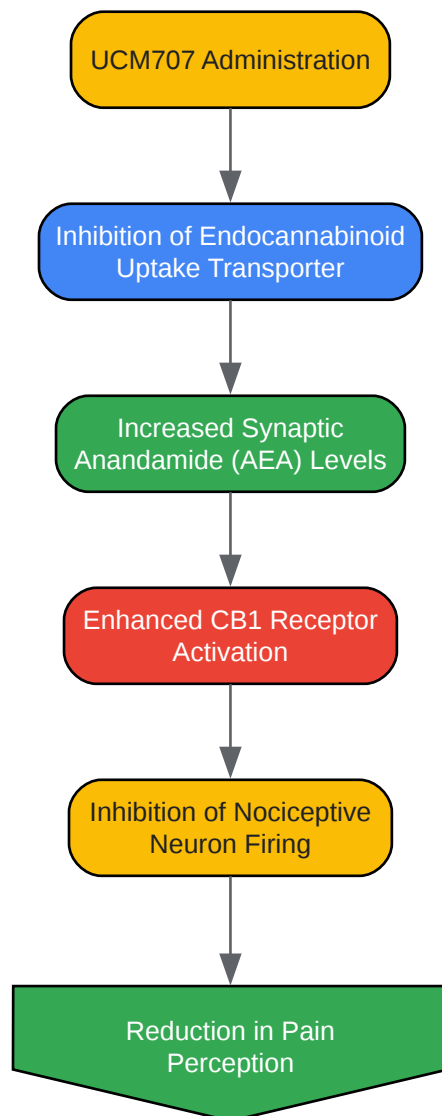 UCM707 Administration
Inhibition of Endocannabinoid
Uptake Transporter
Increased Synaptic
Anandamide (AEA) Levels
Enhanced CB1 Receptor
Activation
Inhibition of Nociceptive
Neuron Firing
Reduction in Pain
Perception